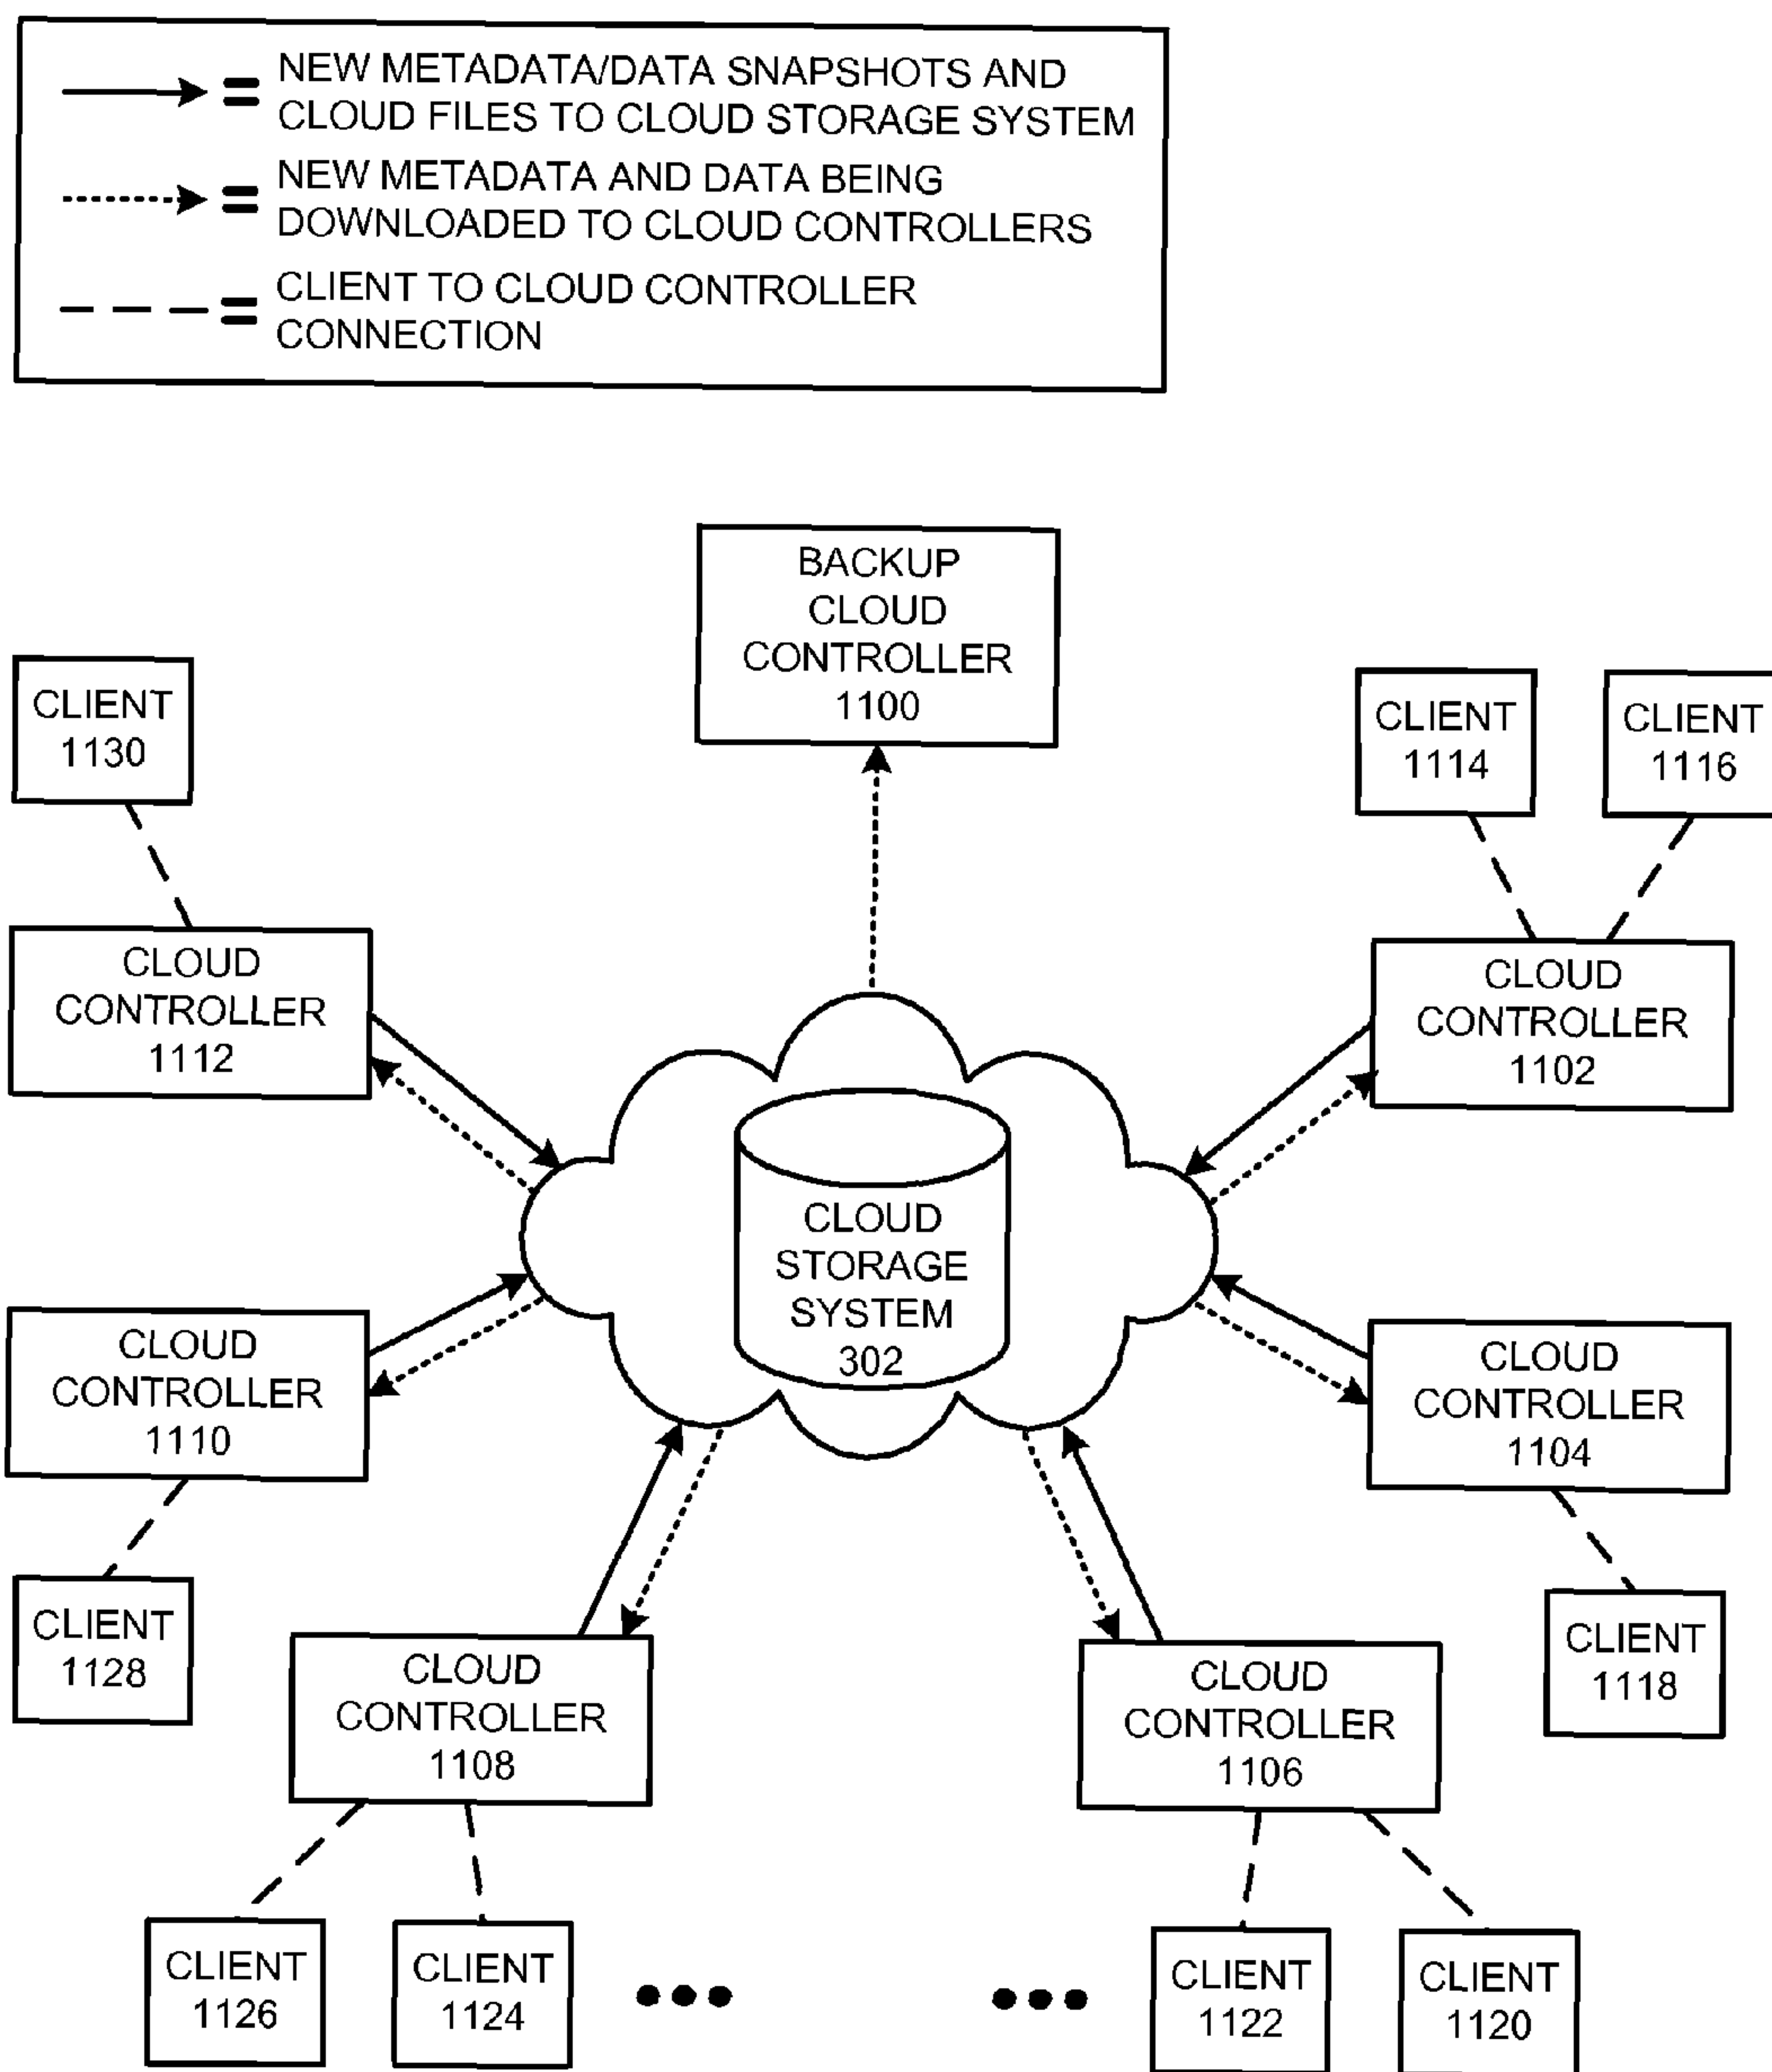 NEW METADATA/DATA SNAPSHOTS AND
CLOUD FILES TO CLOUD STORAGE SYSTEM
NEW METADATA AND DATA BEING
DOWNLOADED TO CLOUD CONTROLLERS
CLIENT TO CLOUD CONTROLLER
CONNECTION
BACKUP
CLOUD
CONTROLLER
1100
CLIENT
1130
CLIENT
1114
CLIENT
1116
CLOUD
CONTROLLER
1112
CLOUD
CONTROLLER
1102
CLOUD
STORAGE
SYSTEM
302
CLOUD
CONTROLLER
1110
CLOUD
CONTROLLER
1104
CLIENT
1128
CLIENT
1118
CLOUD
CONTROLLER
1108
CLOUD
CONTROLLER
1106
CLIENT
1126
CLIENT
1124
CLIENT
1122
CLIENT
1120